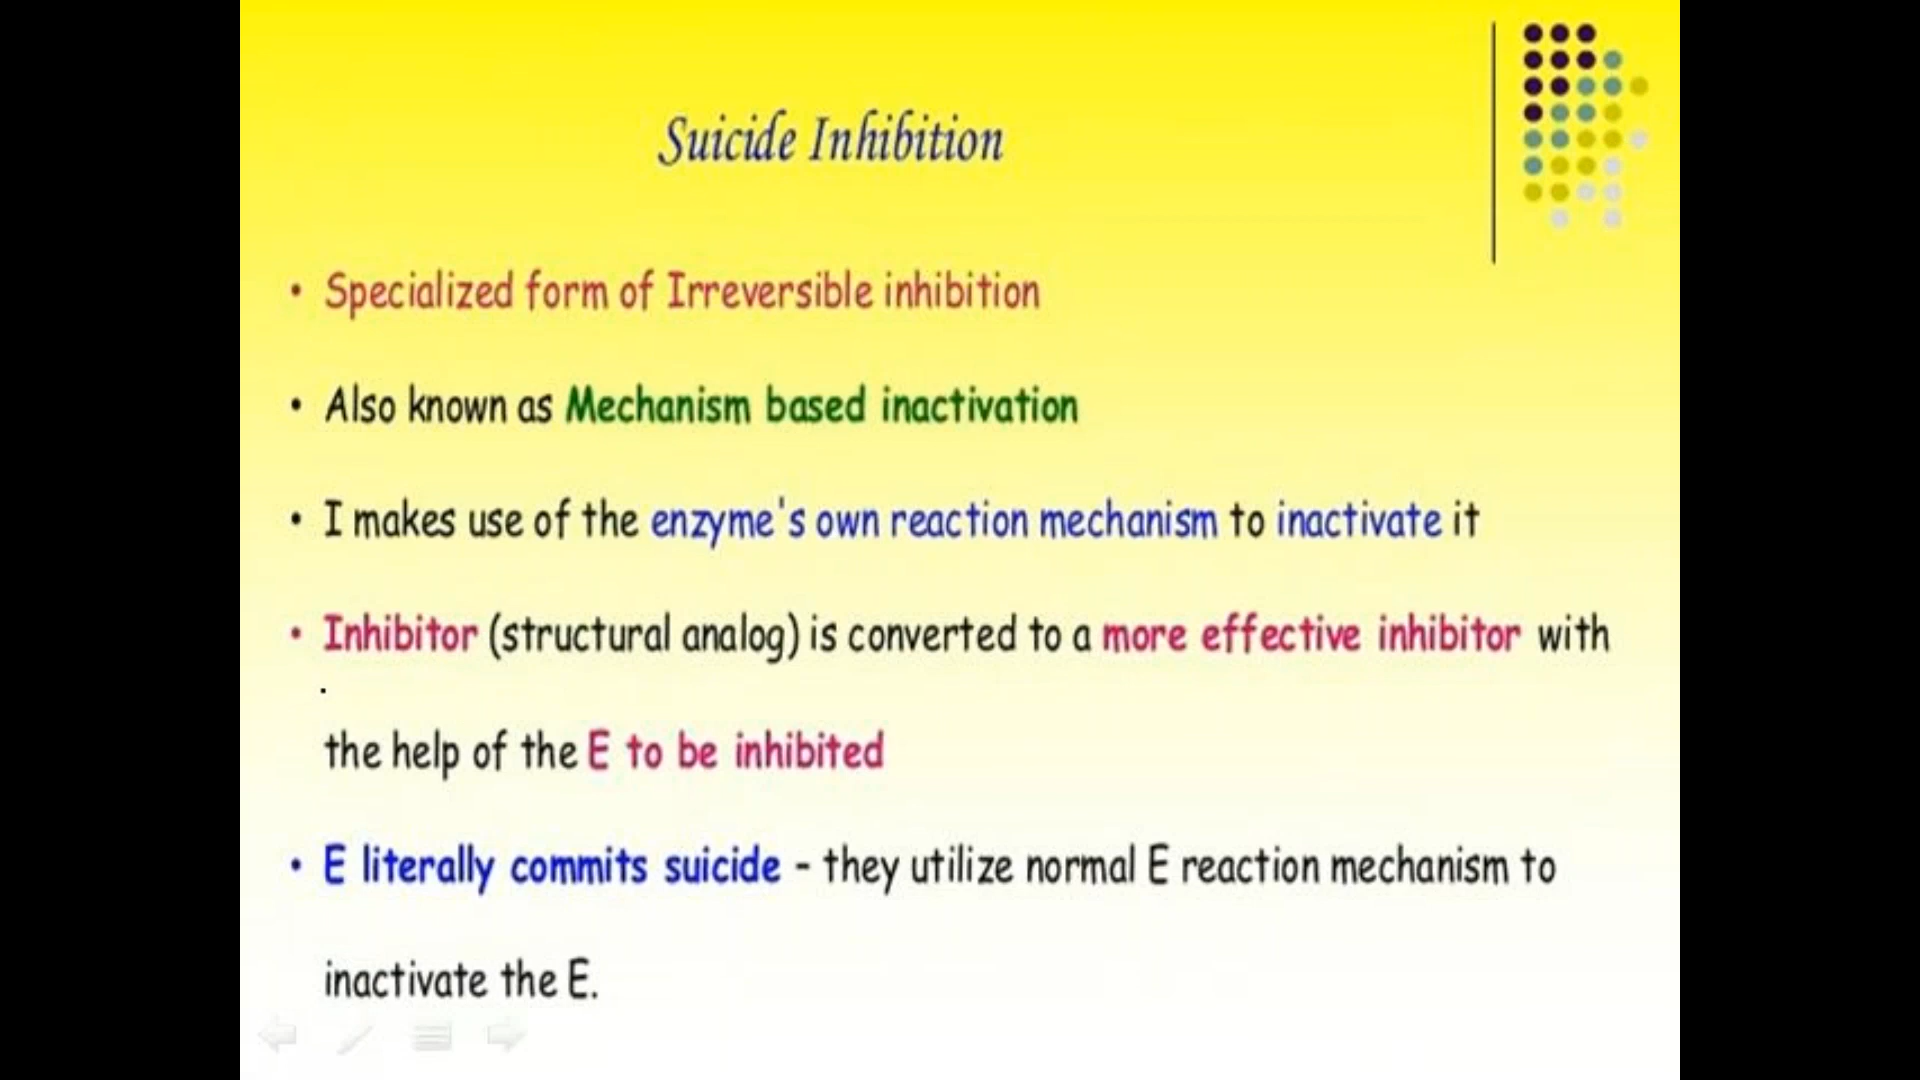 Suicide Inhibition
• Specialized form of Irreversible inhibition
• Also known as Mechanism based inactivation
• I makes use of the enzyme's own reaction mechanism to inactivate it
• Inhibitor (structural analog) is converted to a more effective inhibitor with
the help of the E to be inhibited
• E literally commits suicide - they utilize normal E reaction mechanism to
inactivate the E.